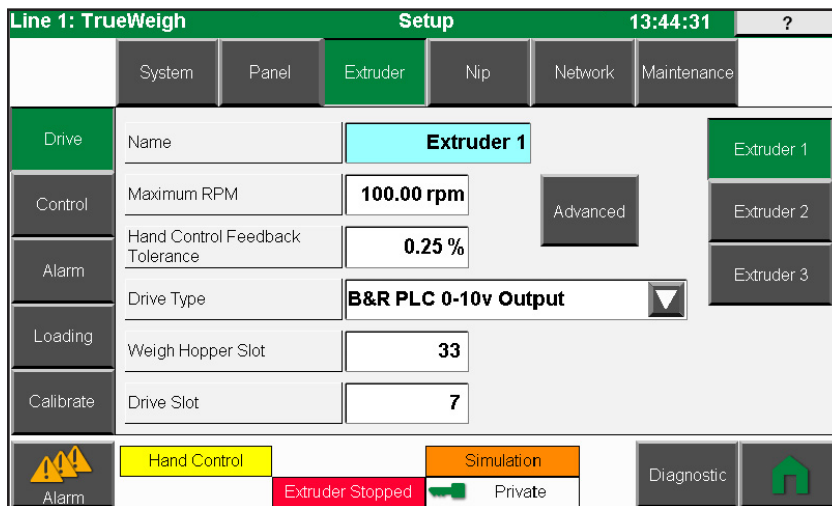 Line 1: TrueWeigh Setup 13:44:31 ?
System Panel Extruder Nip Network Maintenance
Drive
Control
Alarm
Loading
Calibrate
Name Extruder 1
Maximum RPM 100.00 rpm
Hand Control Feedback
Tolerance 0.25 %
Drive Type B&R PLC 0-10v Output
Weigh Hopper Slot 33
Drive Slot 7
Advanced
Extruder 1
Extruder 2
Extruder 3
Alarm
Hand Control
Extruder Stopped
Simulation
Private
Diagnostic